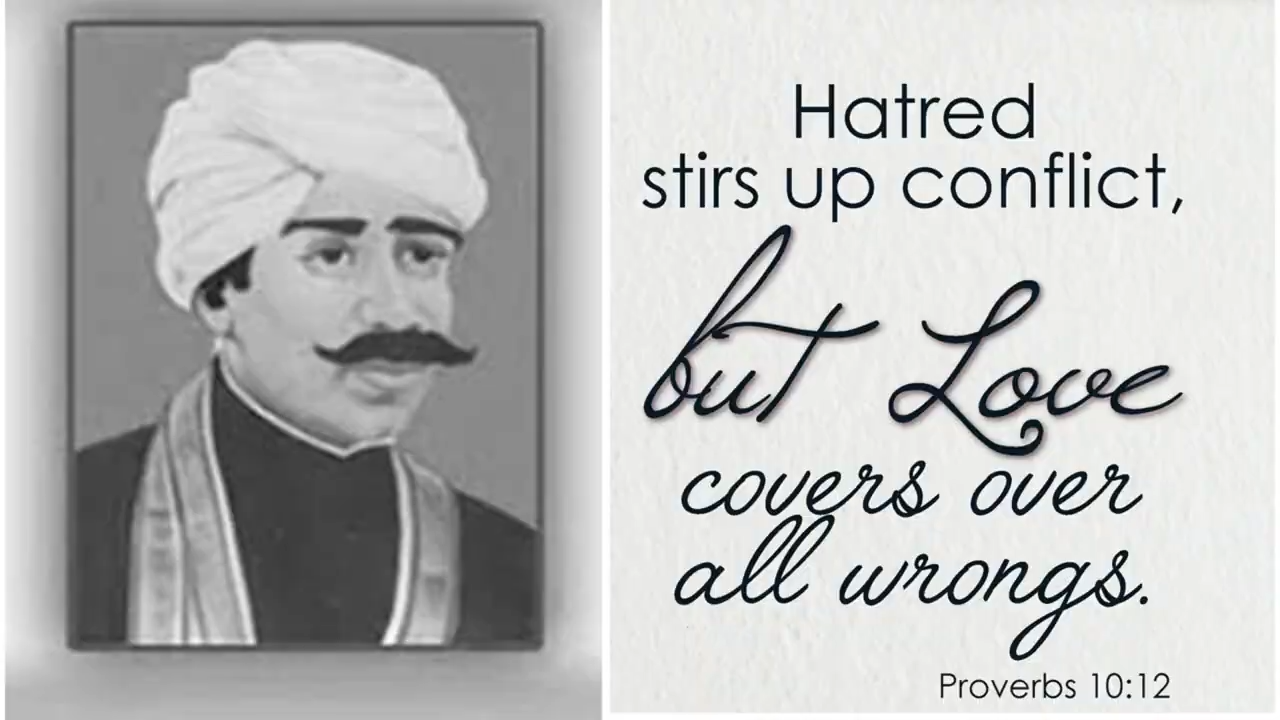 Hatred
stirs up conflict,
but Love
covers over
all wrongs.
Proverbs 10:12